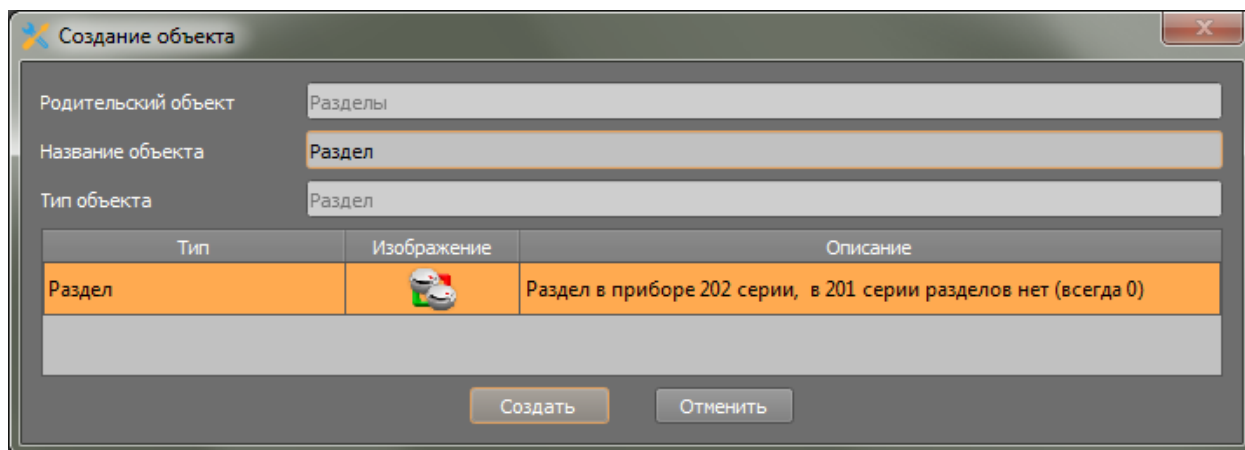 Создание объекта
Родительский объект Разделы
Название объекта Раздел
Тип объекта Раздел
Тип Изображение Описание
Раздел Раздел в приборе 202 серии, в 201 серии разделов нет (всегда 0)
Создать Отменить